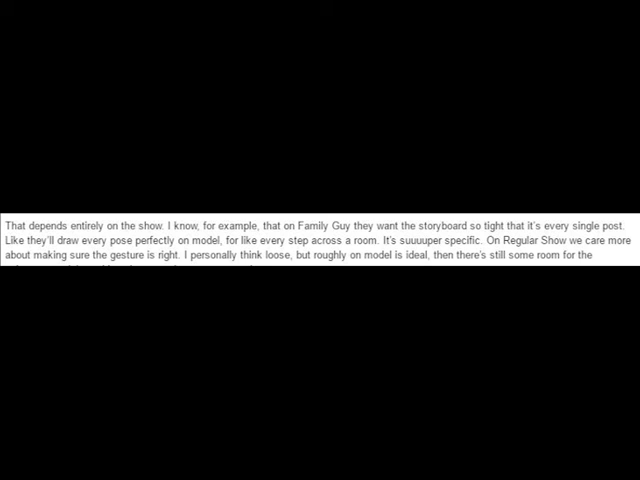 That depends entirely on the show. I know, for example, that on Family Guy they want the storyboard so tight that it's every single post.
Like they'll draw every pose perfectly on model, for like every step across a room. It's suuuuper specific. On Regular Show we care more
about making sure the gesture is right. I personally think loose, but roughly on model is ideal, then there's still some room for the